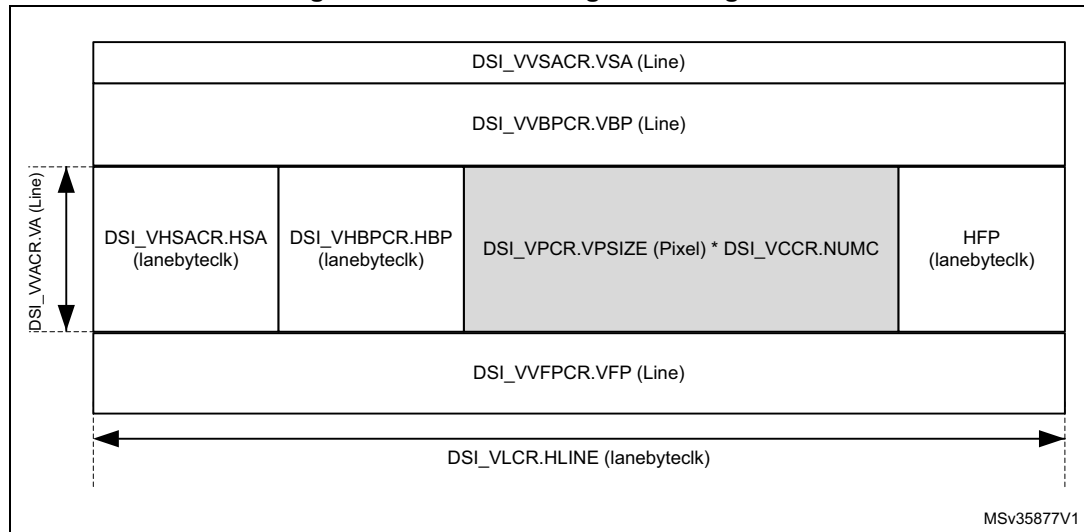 DSI_VVSACR.VSA (Line)
DSI_VVBPCR.VBP (Line)
DSI_VVACR.VA (Line)
DSI_VHSACR.HSA
(lanebyteclk)
DSI_VHBPCR.HBP
(lanebyteclk)
DSI_VPCR.VPSIZE (Pixel) * DSI_VCCR.NUMC
HFP
(lanebyteclk)
DSI_VVFPCR.VFP (Line)
DSI_VLCR.HLINE (lanebyteclk)
MSv35877V1